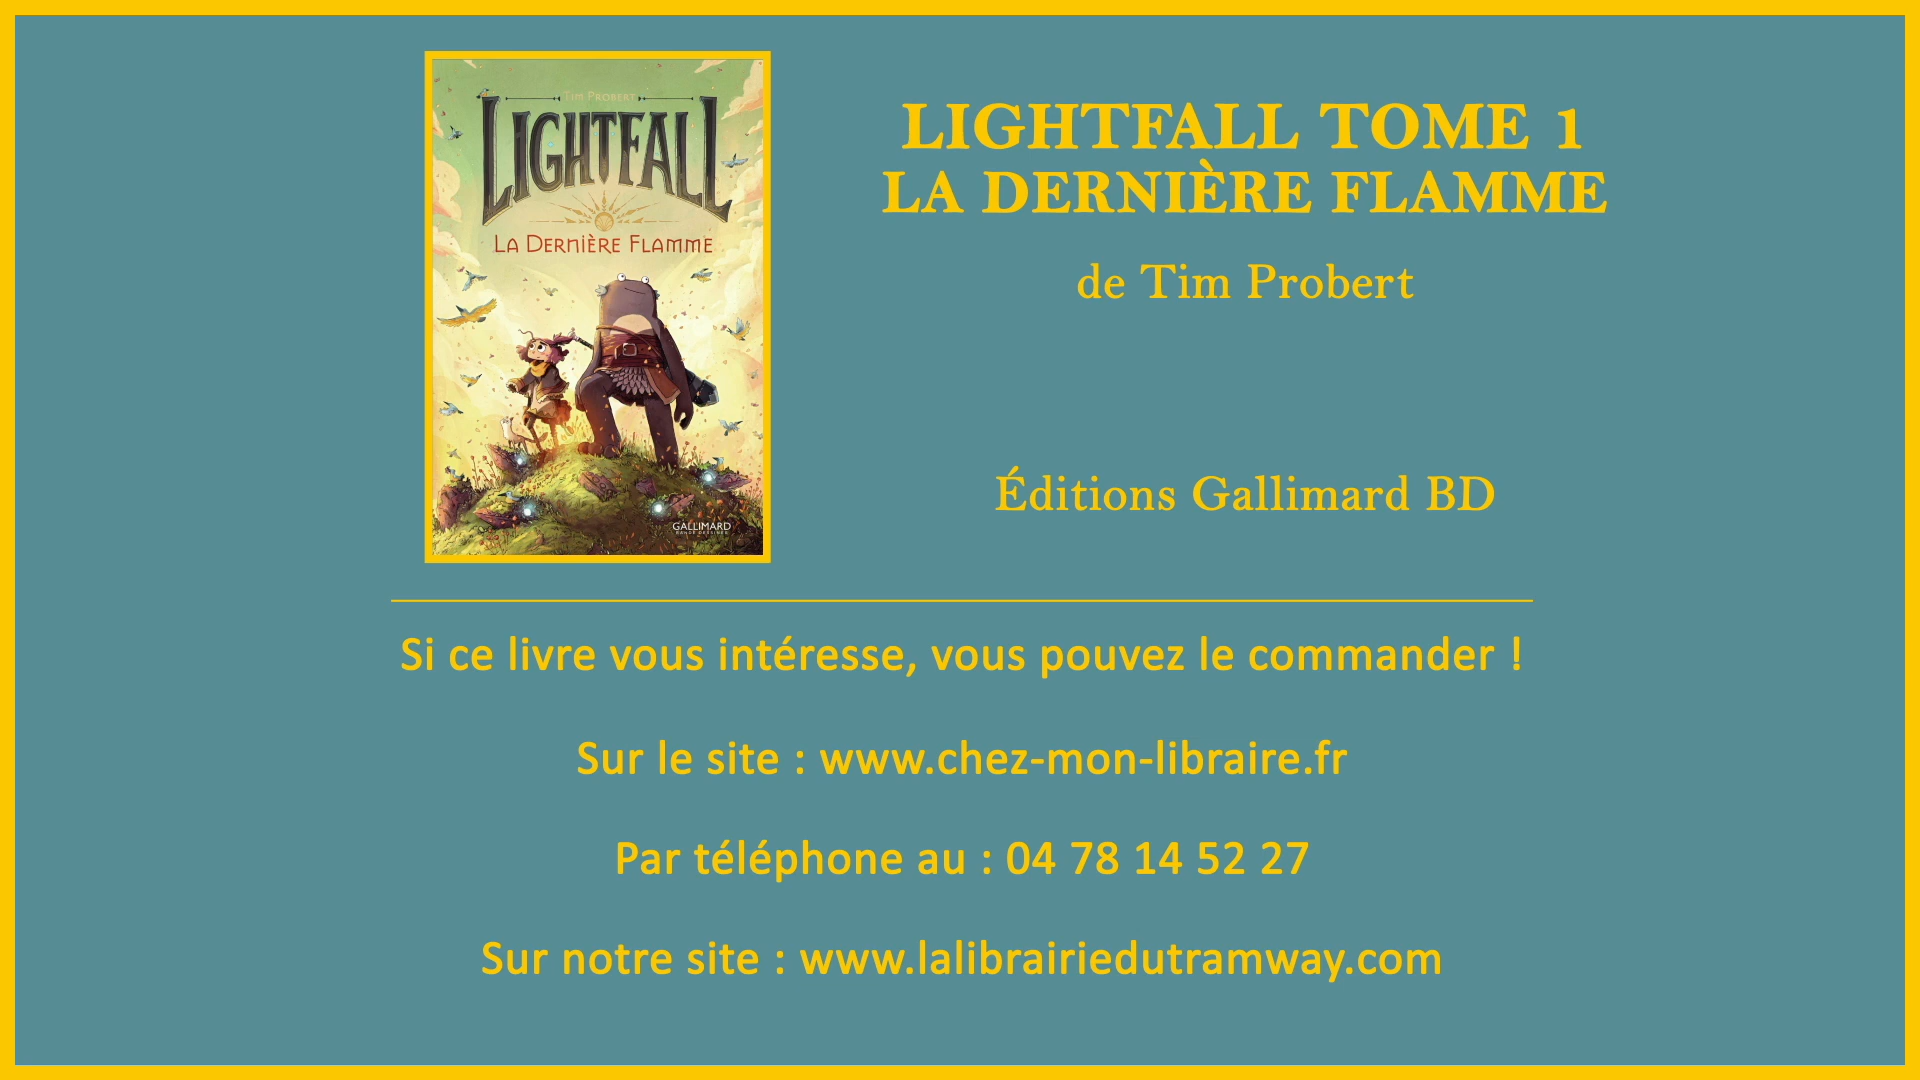 Tim Probert
LIGHTFALL
La Dernière Flamme
GALLIMARD
BANDE DESSINÉE
LIGHTFALL TOME 1
LA DERNIÈRE FLAMME
de Tim Probert
Éditions Gallimard BD
Si ce livre vous intéresse, vous pouvez le commander !
Sur le site : www.chez-mon-libraire.fr
Par téléphone au : 04 78 14 52 27
Sur notre site : www.lalibrairiedutramway.com